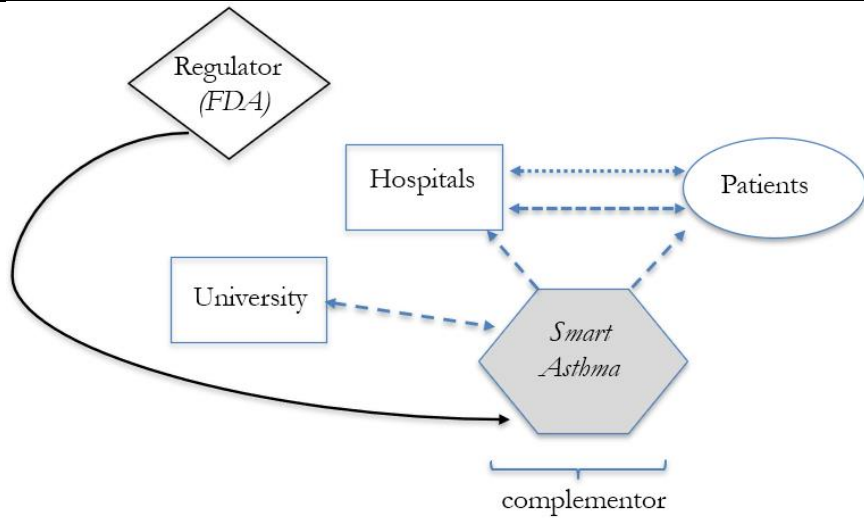 Regulator
(FDA)
Hospitals
Patients
University
Smart
Asthma
complementor